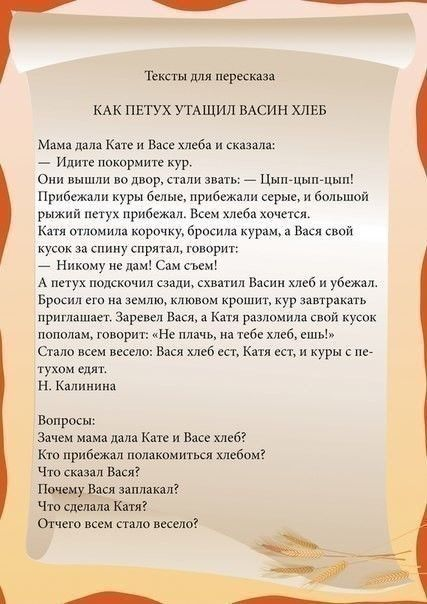 Тексты для пересказа
КАК ПЕТУХ УТАЩИЛ ВАСИН ХЛЕБ
Мама дала Кате и Васе хлеба и сказала:
— Идите покормите кур.
Они вышли во двор, стали звать: — Цып-цып-цып!
Прибежали куры белые, прибежали серые, и большой
рыжий петух прибежал. Всем хлеба хочется.
Катя отломила корочку, бросила курам, а Вася свой
кусок за спину спрятал, говорит:
— Никому не дам! Сам съем!
А петух подскочил сзади, схватил Васин хлеб и убежал.
Бросил его на землю, клювом крошит, кур завтракать
приглашает. Заревел Вася, а Катя разломила свой кусок
пополам, говорит: «Не плачь, на тебе хлеб, ешь!»
Стало всем весело: Вася хлеб ест, Катя ест, и куры с пе-
тухом едят.
Н. Калинина
Вопросы:
Зачем мама дала Кате и Васе хлеб?
Кто прибежал полакомиться хлебом?
Что сказал Вася?
Почему Вася заплакал?
Что сделала Катя?
Отчего всем стало весело?